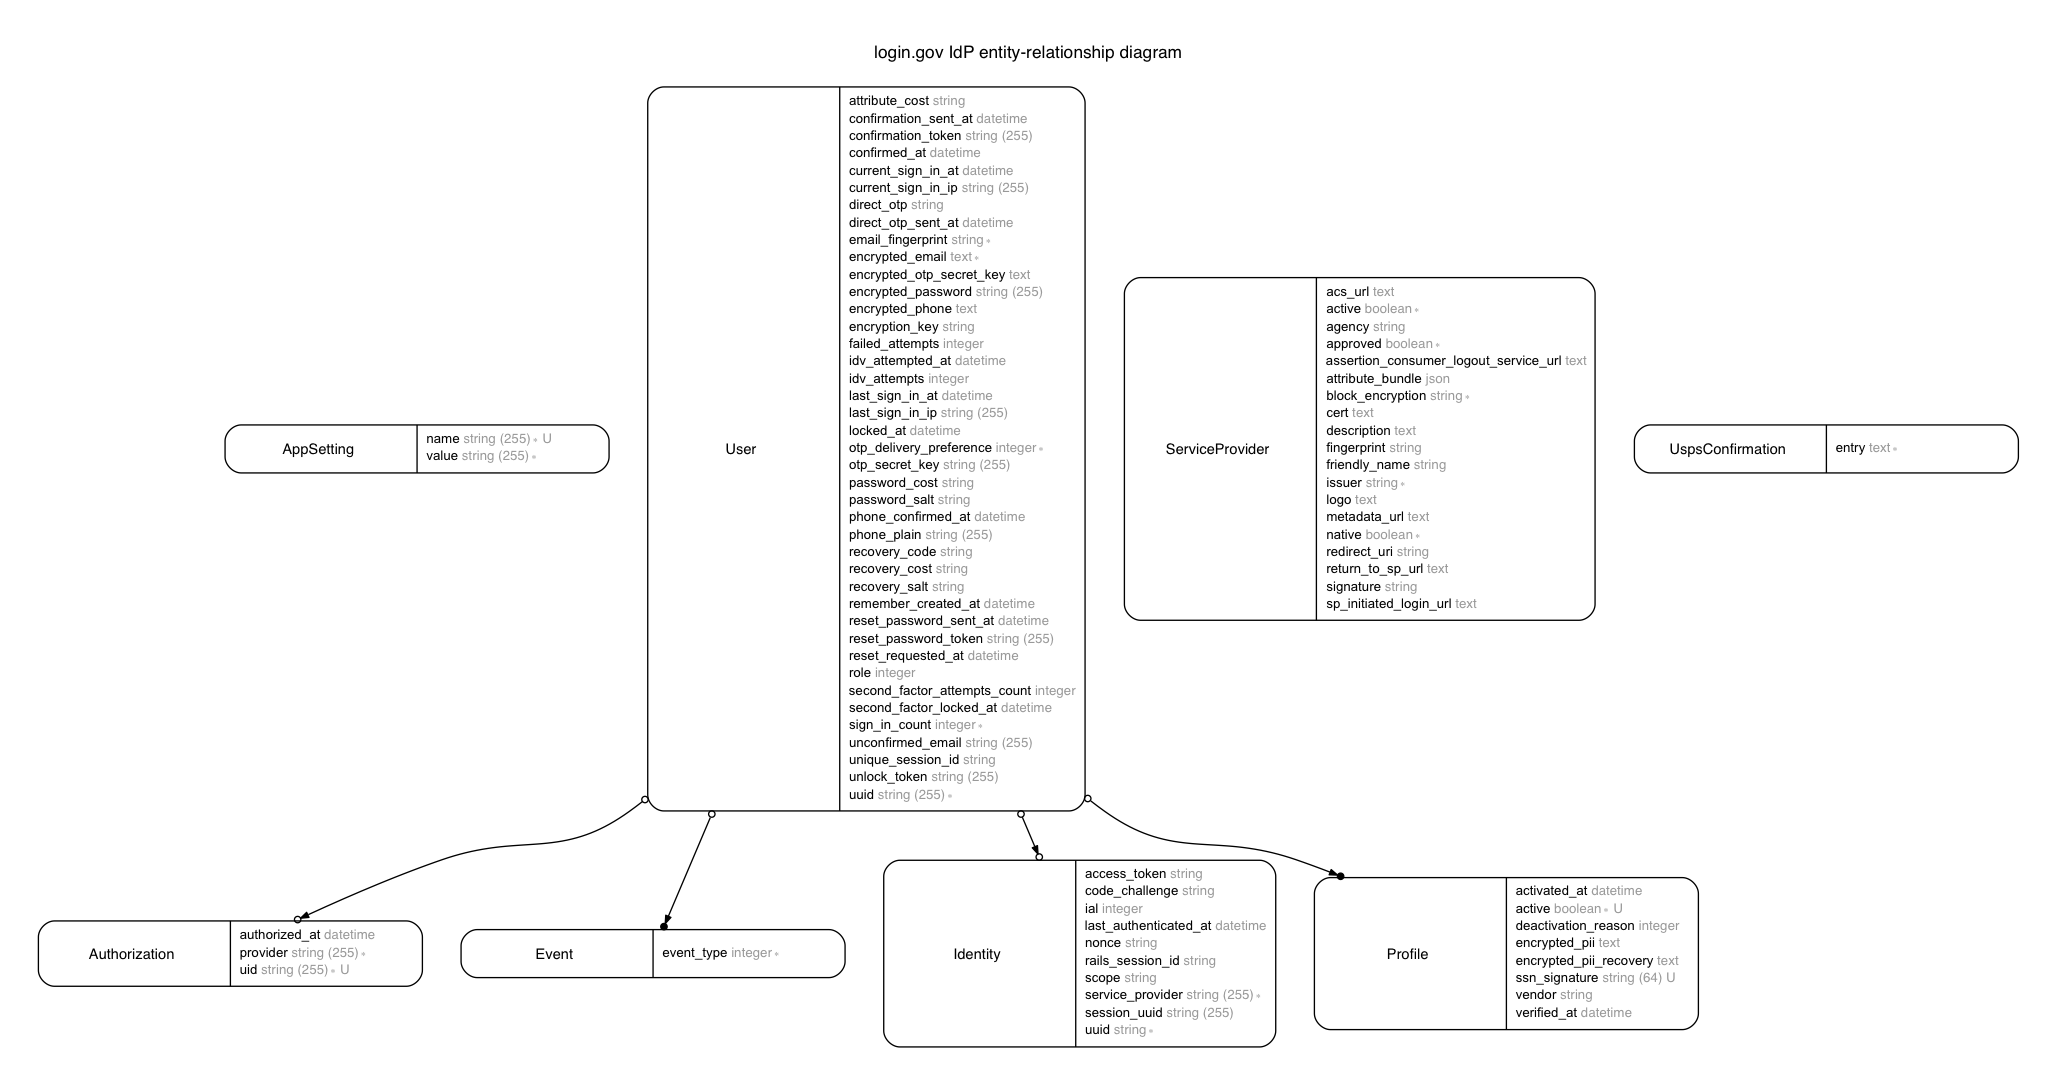 login.gov IdP entity-relationship diagram
User
attribute_cost string
confirmation_sent_at datetime
confirmation_token string (255)
confirmed_at datetime
current_sign_in_at datetime
current_sign_in_ip string (255)
direct_otp string
direct_otp_sent_at datetime
email_fingerprint string ∗
encrypted_email text ∗
encrypted_otp_secret_key text
encrypted_password string (255)
encrypted_phone text
encryption_key string
failed_attempts integer
idv_attempted_at datetime
idv_attempts integer
last_sign_in_at datetime
last_sign_in_ip string (255)
locked_at datetime
otp_delivery_preference integer ∗
otp_secret_key string (255)
password_cost string
password_salt string
phone_confirmed_at datetime
phone_plain string (255)
recovery_code string
recovery_cost string
recovery_salt string
remember_created_at datetime
reset_password_sent_at datetime
reset_password_token string (255)
reset_requested_at datetime
role integer
second_factor_attempts_count integer
second_factor_locked_at datetime
sign_in_count integer ∗
unconfirmed_email string (255)
unique_session_id string
unlock_token string (255)
uuid string (255) ∗
ServiceProvider
acs_url text
active boolean ∗
agency string
approved boolean ∗
assertion_consumer_logout_service_url text
attribute_bundle json
block_encryption string ∗
cert text
description text
fingerprint string
friendly_name string
issuer string ∗
logo text
metadata_url text
native boolean ∗
redirect_uri string
return_to_sp_url text
signature string
sp_initiated_login_url text
AppSetting
name string (255) ∗ U
value string (255) ∗
UspsConfirmation
entry text ∗
Authorization
authorized_at datetime
provider string (255) ∗
uid string (255) ∗ U
Event
event_type integer ∗
Identity
access_token string
code_challenge string
ial integer
last_authenticated_at datetime
nonce string
rails_session_id string
scope string
service_provider string (255) ∗
session_uuid string (255)
uuid string ∗
Profile
activated_at datetime
active boolean ∗ U
deactivation_reason integer
encrypted_pii text
encrypted_pii_recovery text
ssn_signature string (64) U
vendor string
verified_at datetime